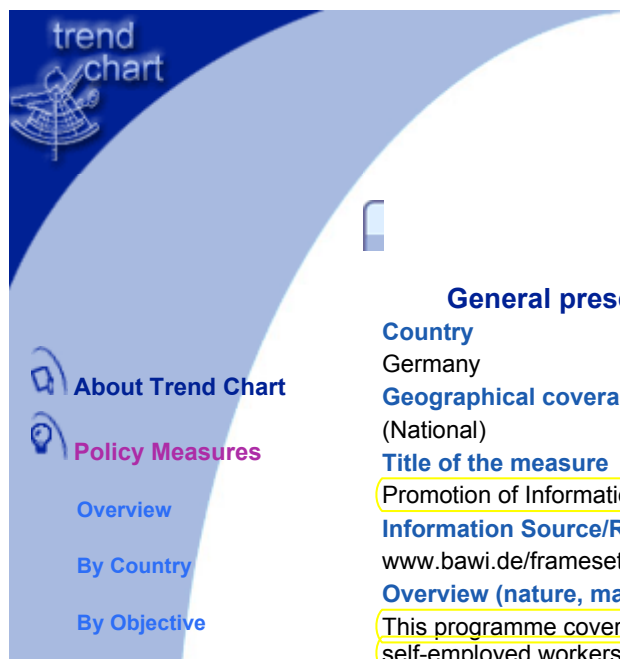 trend
chart
General prese
Country
Germany
Geographical covera
(National)
Title of the measure
Promotion of Informatio
Information Source/R
www.bawi.de/frameset
Overview (nature, ma
This programme cover
self-employed workers
About Trend Chart
Policy Measures
Overview
By Country
By Objective